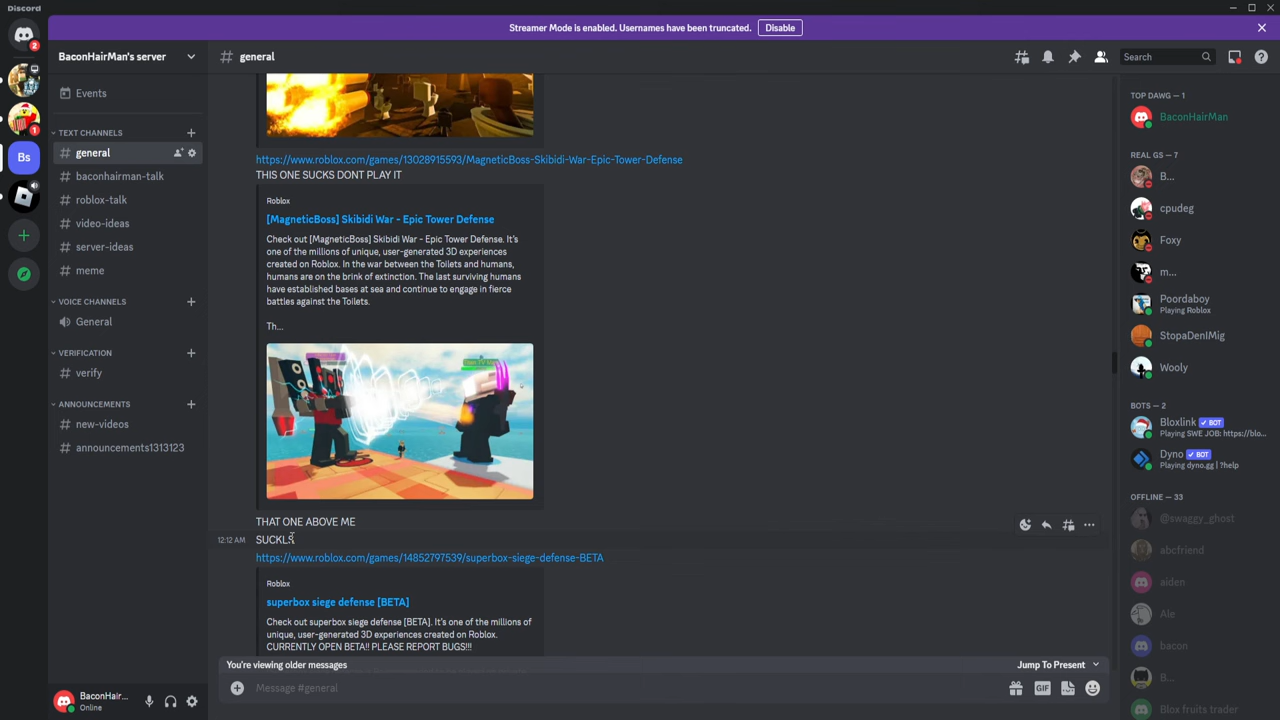 Discord
Streamer Mode is enabled. Usernames have been truncated.
Disable
2
1
Bs
BaconHairMan's server
Events
TEXT CHANNELS
general
baconhairman-talk
roblox-talk
video-ideas
server-ideas
meme
VOICE CHANNELS
General
VERIFICATION
verify
ANNOUNCEMENTS
new-videos
announcements1313123
BaconHair...
Online
general
Search
https://www.roblox.com/games/13028915593/MagneticBoss-Skibidi-War-Epic-Tower-Defense
THIS ONE SUCKS DONT PLAY IT
Roblox
[MagneticBoss] Skibidi War - Epic Tower Defense
Check out [MagneticBoss] Skibidi War - Epic Tower Defense. It's
one of the millions of unique, user-generated 3D experiences
created on Roblox. In the war between the Toilets and humans,
humans are on the brink of extinction. The last surviving humans
have established bases at sea and continue to engage in fierce
battles against the Toilets.
Th...
THAT ONE ABOVE ME
12:12 AM
SUCKLS
https://www.roblox.com/games/14852797539/superbox-siege-defense-BETA
Roblox
superbox siege defense [BETA]
Check out superbox siege defense [BETA]. It's one of the millions of
unique, user-generated 3D experiences created on Roblox.
CURRENTLY OPEN BETA!! PLEASE REPORT BUGS!!!
You're viewing older messages
Jump To Present
Message #general
GIF
TOP DAWG — 1
BaconHairMan
REAL GS — 7
B...
cpudeg
Foxy
m...
Poordaboy
Playing Roblox
StopaDenIMig
Wooly
BOTS — 2
Bloxlink ✓ BOT
Playing SWE JOB: https://blo...
Dyno ✓ BOT
Playing dyno.gg | ?help
OFFLINE — 33
@swaggy_ghost
abcfriend
aiden
Ale
bacon
B...
Blox fruits trader